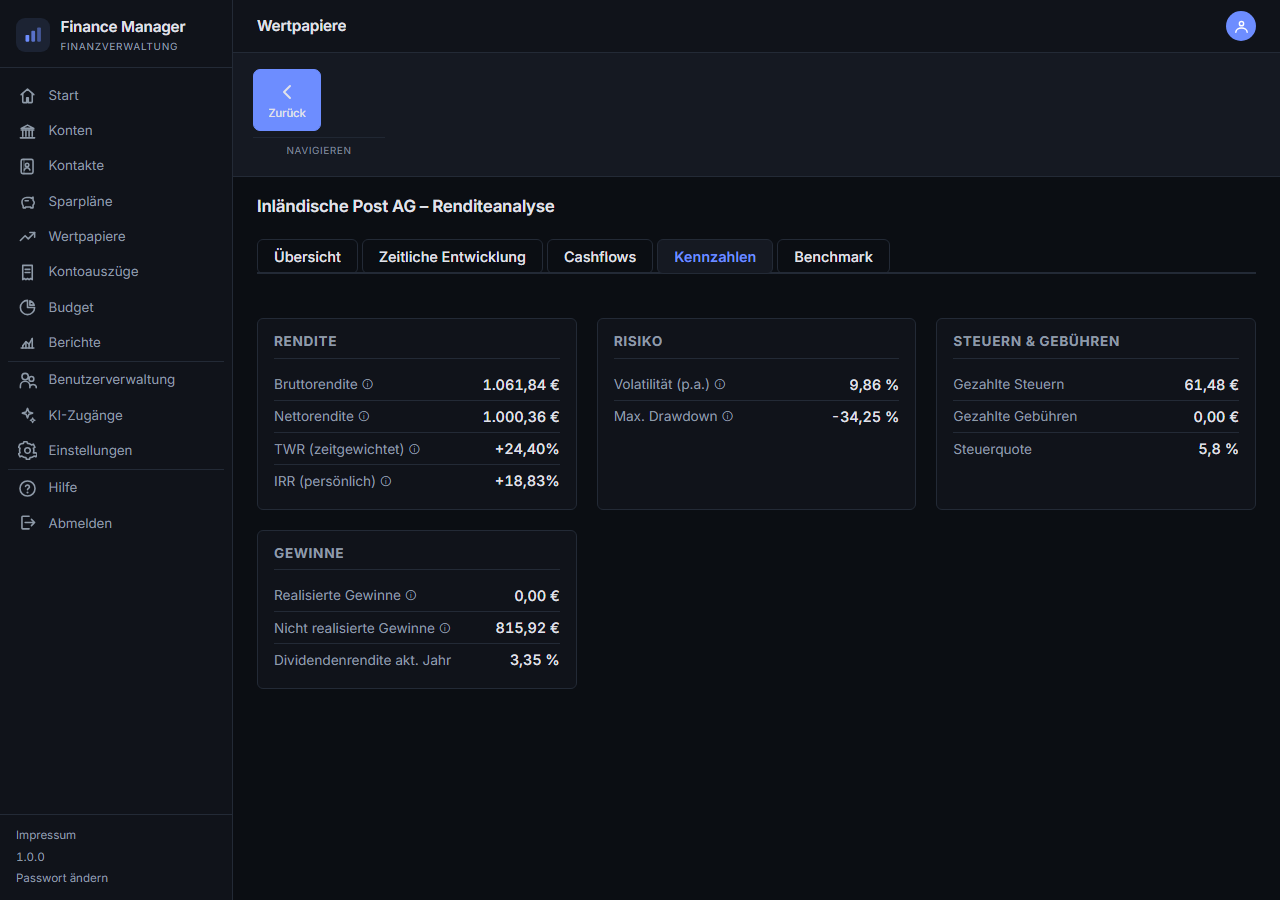 Finance Manager
FINANZVERWALTUNG
Start
Konten
Kontakte
Sparpläne
Wertpapiere
Kontoauszüge
Budget
Berichte
Benutzerverwaltung
KI-Zugänge
Einstellungen
Hilfe
Abmelden
Impressum
1.0.0
Passwort ändern
Wertpapiere
Zurück
NAVIGIEREN
Inländische Post AG – Renditeanalyse
Übersicht Zeitliche Entwicklung Cashflows Kennzahlen Benchmark
RENDITE
Bruttorendite 1.061,84 €
Nettorendite 1.000,36 €
TWR (zeitgewichtet) +24,40%
IRR (persönlich) +18,83%
RISIKO
Volatilität (p.a.) 9,86 %
Max. Drawdown -34,25 %
STEUERN & GEBÜHREN
Gezahlte Steuern 61,48 €
Gezahlte Gebühren 0,00 €
Steuerquote 5,8 %
GEWINNE
Realisierte Gewinne 0,00 €
Nicht realisierte Gewinne 815,92 €
Dividendenrendite akt. Jahr 3,35 %